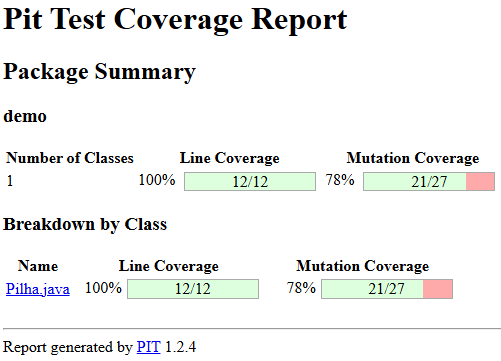 Pit Test Coverage Report
Package Summary
demo
Number of Classes Line Coverage Mutation Coverage
1 100% 12/12 78% 21/27
Breakdown by Class
Name Line Coverage Mutation Coverage
Pilha.java 100% 12/12 78% 21/27
Report generated by PIT 1.2.4